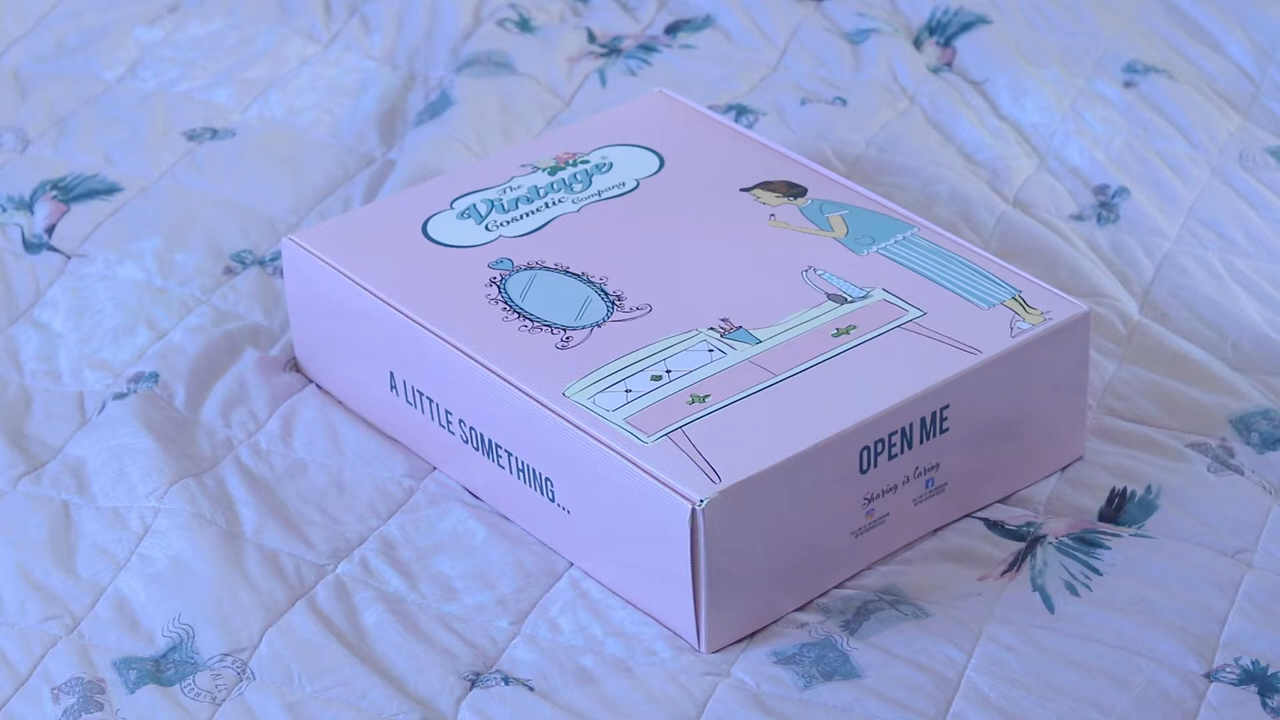 The
Vintage®
Cosmetic Company
A LITTLE SOMETHING...
OPEN ME
Sharing is Caring